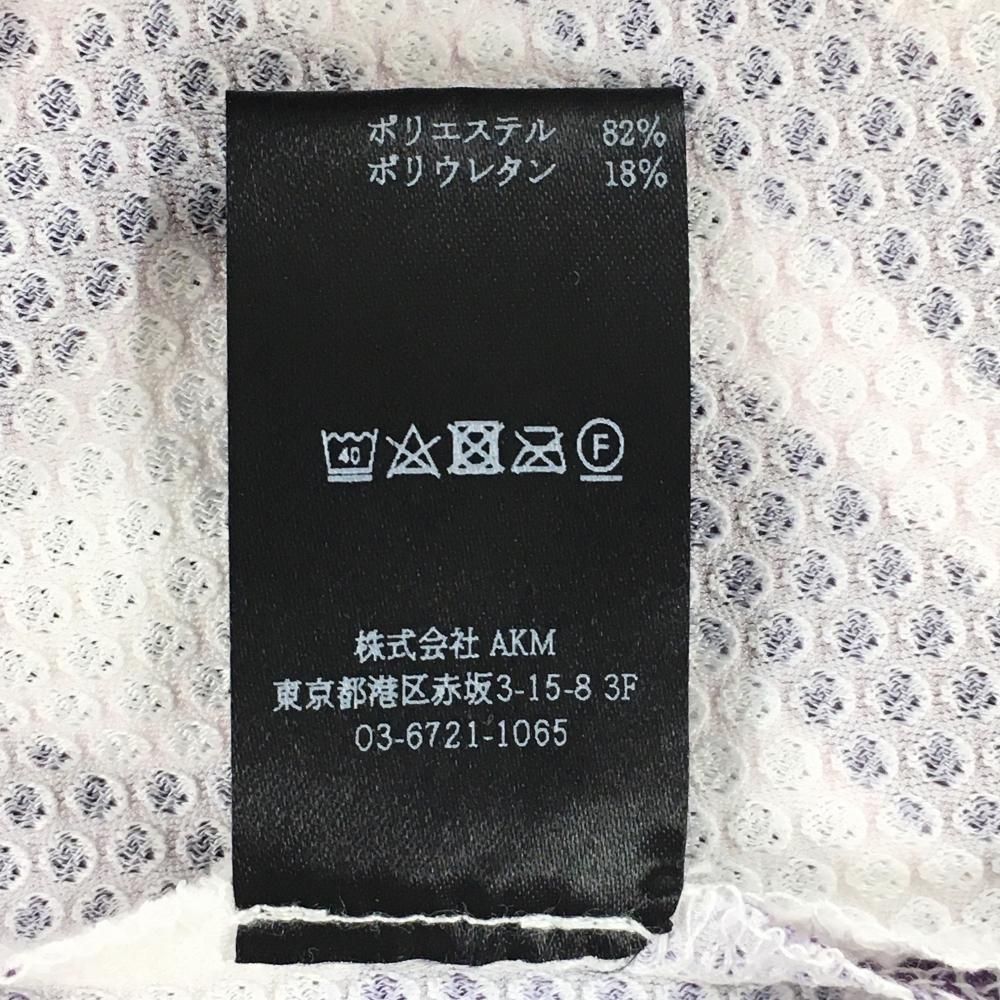 ポリエステル 82%
ポリウレタン 18%
40 F
株式会社 AKM
東京都港区赤坂3-15-8 3F
03-6721-1065